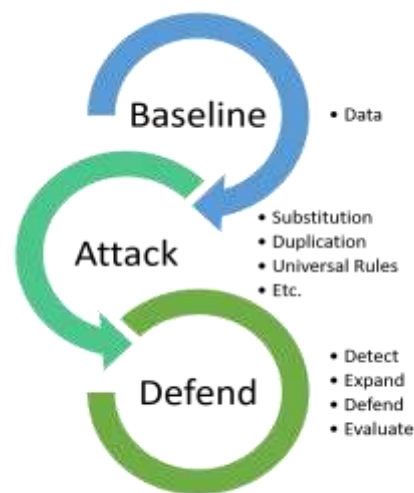 Baseline
• Data
Attack
• Substitution
• Duplication
• Universal Rules
• Etc.
Defend
• Detect
• Expand
• Defend
• Evaluate